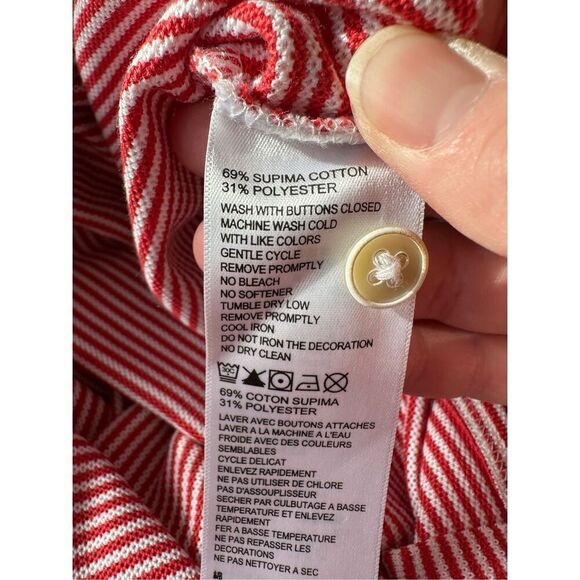 69% SUPIMA COTTON
31% POLYESTER
WASH WITH BUTTONS CLOSED
MACHINE WASH COLD
WITH LIKE COLORS
GENTLE CYCLE
REMOVE PROMPTLY
NO BLEACH
NO SOFTENER
TUMBLE DRY LOW
REMOVE PROMPTLY
COOL IRON
DO NOT IRON THE DECORATION
NO DRY CLEAN
30C
69% COTON SUPIMA
31% POLYESTER
LAVER AVEC BOUTONS ATTACHES
LAVER A LA MACHINE A L'EAU
FROIDE AVEC DES COULEURS
SEMBLABLES
CYCLE DELICAT
ENLEVEZ RAPIDEMENT
NE PAS UTILISER DE CHLORE
PAS D'ASSOUPLISSEUR
SECHER PAR CULBUTAGE A BASSE
TEMPERATURE ET ENLEVEZ
RAPIDEMENT
FER A BASSE TEMPERATURE
NE PAS REPASSER LES
DECORATIONS
NE PAS NETTOYER A SEC